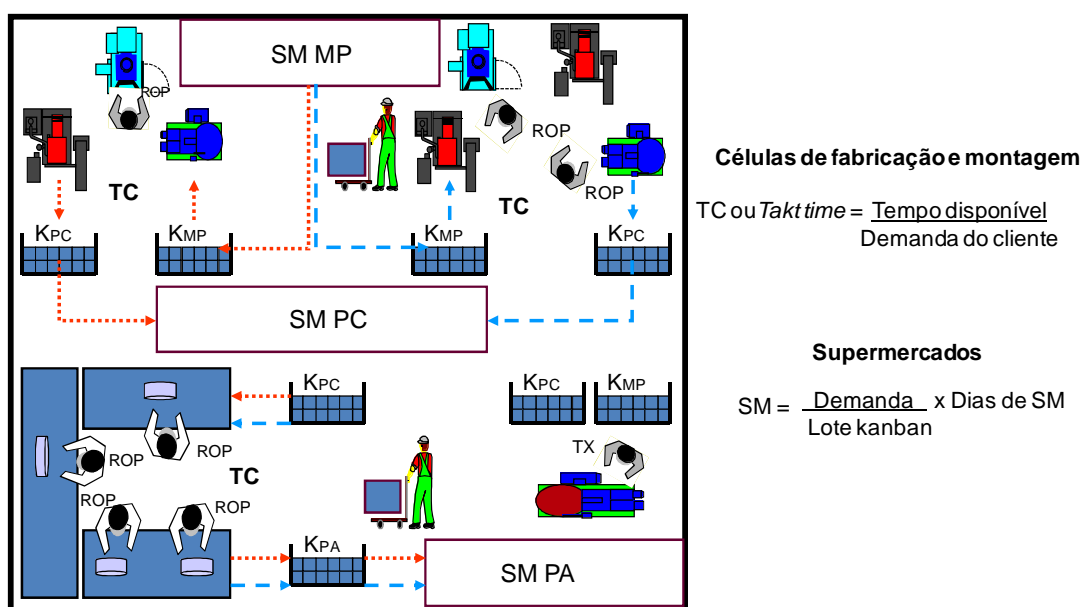 SM MP
ROP
ROP
ROP
TC
TC
KPC
KMP
KMP
KPC
SM PC
KPC
KPC
KMP
ROP
ROP
TC
TX
ROP
ROP
KPA
SM PA
Células de fabricação e montagem
TC ou Takt time = Tempo disponível
Demanda do cliente
Supermercados
SM = Demanda x Dias de SM
Lote kanban